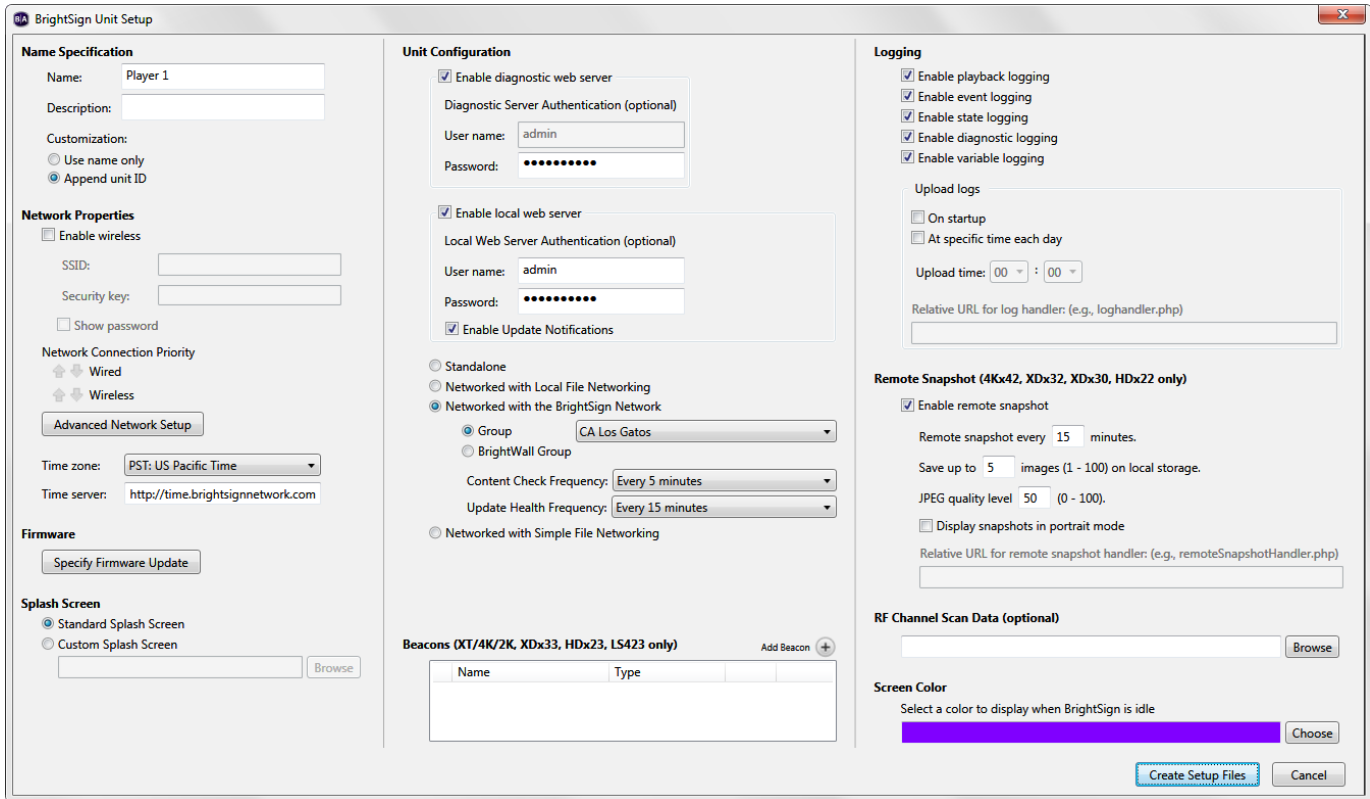 BrightSign Unit Setup
Name Specification
Name: Player 1
Description:
Customization:
Use name only
Append unit ID
Network Properties
Enable wireless
SSID:
Security key:
Show password
Network Connection Priority
Wired
Wireless
Advanced Network Setup
Time zone: PST: US Pacific Time
Time server: http://time.brightsignnetwork.com
Firmware
Specify Firmware Update
Splash Screen
Standard Splash Screen
Custom Splash Screen
Browse
Unit Configuration
Enable diagnostic web server
Diagnostic Server Authentication (optional)
User name: admin
Password: ••••••••••
Enable local web server
Local Web Server Authentication (optional)
User name: admin
Password: ••••••••••
Enable Update Notifications
Standalone
Networked with Local File Networking
Networked with the BrightSign Network
Group CA Los Gatos
BrightWall Group
Content Check Frequency: Every 5 minutes
Update Health Frequency: Every 15 minutes
Networked with Simple File Networking
Beacons (XT/4K/2K, XDx33, HDx23, LS423 only) Add Beacon +
Name Type
Logging
Enable playback logging
Enable event logging
Enable state logging
Enable diagnostic logging
Enable variable logging
Upload logs
On startup
At specific time each day
Upload time: 00 : 00
Relative URL for log handler: (e.g., loghandler.php)
Remote Snapshot (4Kx42, XDx32, XDx30, HDx22 only)
Enable remote snapshot
Remote snapshot every 15 minutes.
Save up to 5 images (1 - 100) on local storage.
JPEG quality level 50 (0 - 100).
Display snapshots in portrait mode
Relative URL for remote snapshot handler: (e.g., remoteSnapshotHandler.php)
RF Channel Scan Data (optional)
Browse
Screen Color
Select a color to display when BrightSign is idle
Choose
Create Setup Files Cancel